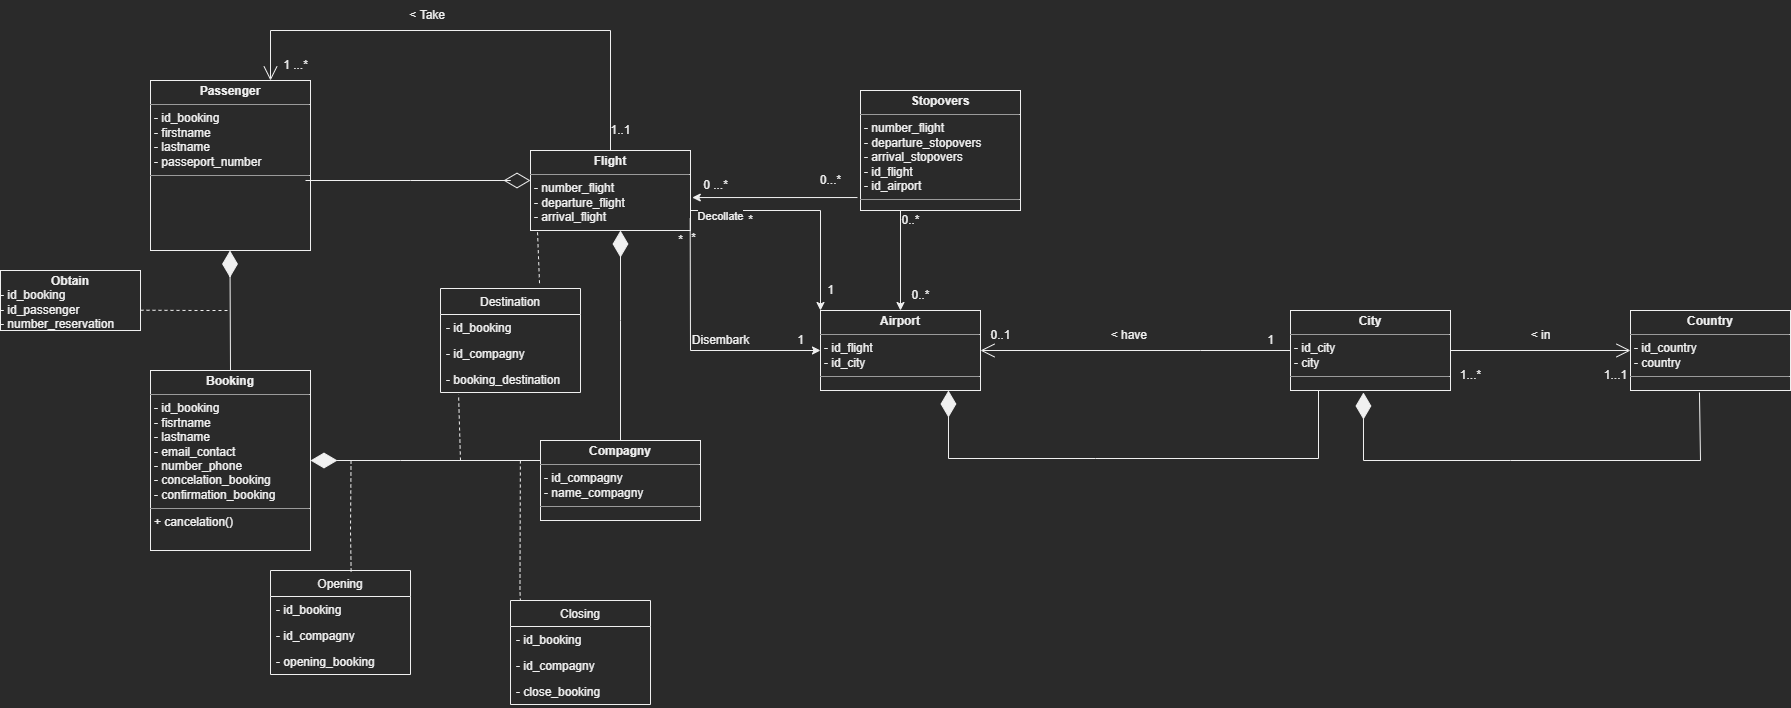 < Take
1 ...*
Passenger
- id_booking
- firstname
- lastname
- passeport_number
1..1
Flight
- number_flight
- departure_flight
- arrival_flight
Stopovers
- number_flight
- departure_stopovers
- arrival_stopovers
- id_flight
- id_airport
0 ...*
0...*
Decollate *
* *
0..*
1
0..*
Obtain
- id_booking
- id_passenger
- number_reservation
Destination
- id_booking
- id_compagny
- booking_destination
Disembark
1
Airport
- id_flight
- id_city
0..1
< have
1
City
- id_city
- city
< in
1...*
1...1
Country
- id_country
- country
Booking
- id_booking
- fisrtname
- lastname
- email_contact
- number_phone
- concelation_booking
- confirmation_booking
+ cancelation()
Compagny
- id_compagny
- name_compagny
Opening
- id_booking
- id_compagny
- opening_booking
Closing
- id_booking
- id_compagny
- close_booking